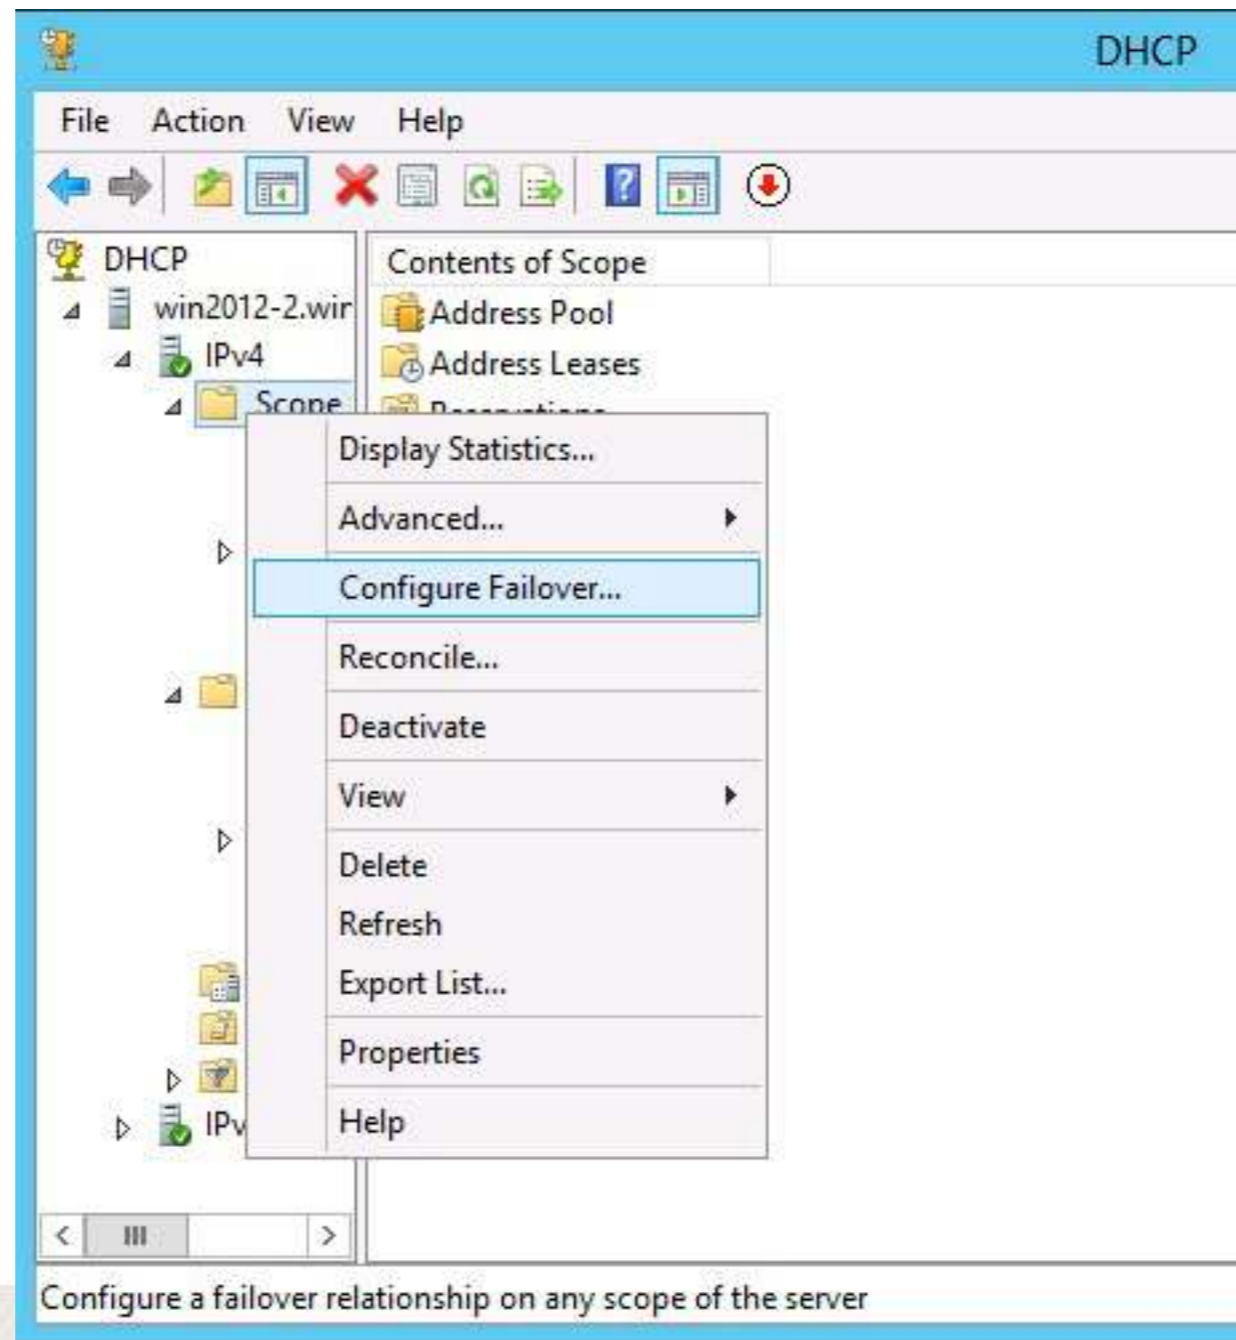 DHCP
File Action View Help
DHCP
win2012-2.wir
IPv4
Scope
Contents of Scope
Address Pool
Address Leases
Reservations
Display Statistics...
Advanced...
Configure Failover...
Reconcile...
Deactivate
View
Delete
Refresh
Export List...
Properties
Help
IPv
Configure a failover relationship on any scope of the server